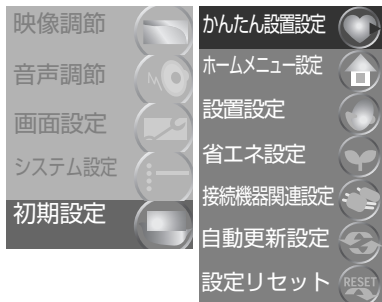 映像調節
音声調節
画面設定
システム設定
初期設定
かんたん設置設定
ホームメニュー設定
設置設定
省エネ設定
接続機器関連設定
自動更新設定
設定リセット
RESET